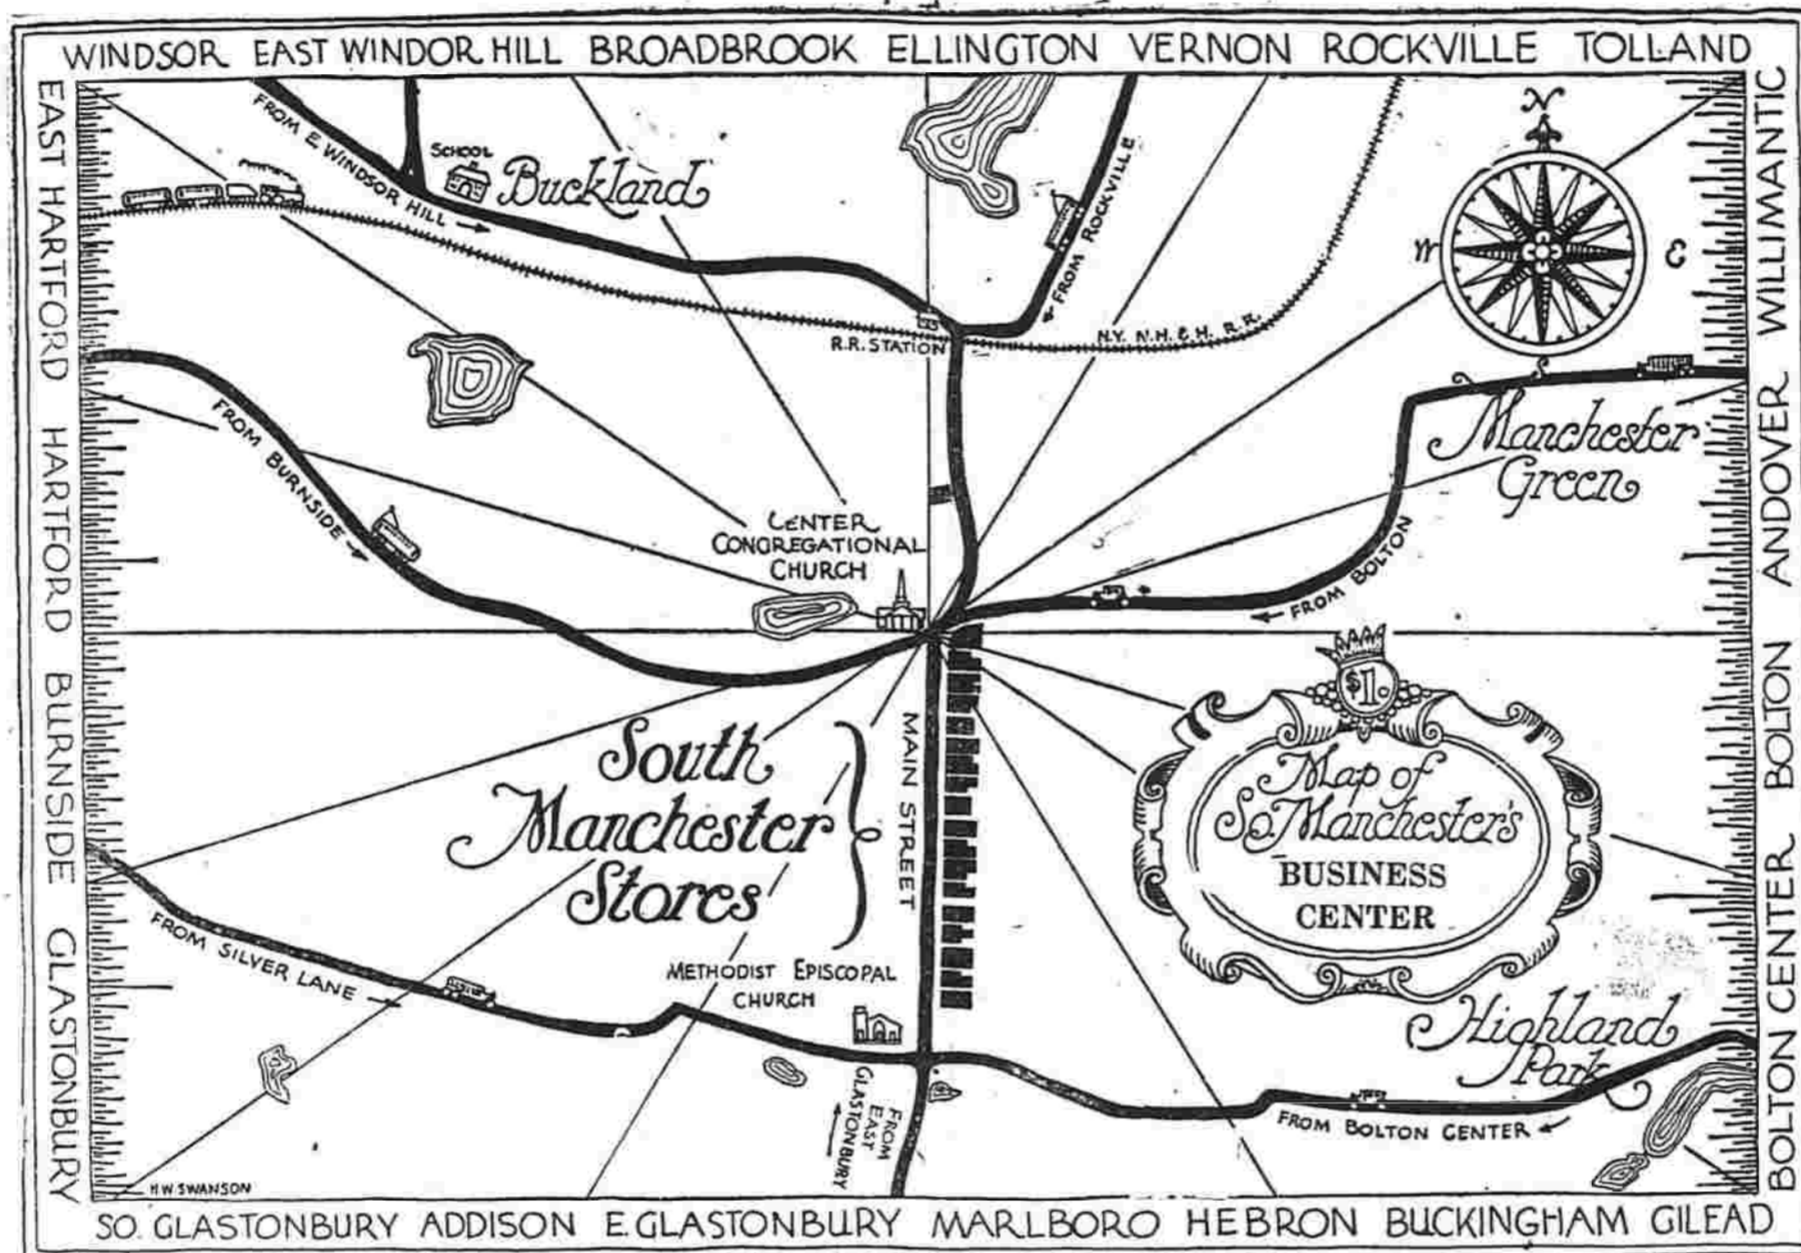 WINDSOR EAST WINDOR HILL BROADBROOK ELLINGTON VERNON ROCKVILLE TOLLAND
EAST HARTFORD HARTFORD BURNSIDE GLASTONBURY
FROM E. WINDSOR HILL
SCHOOL
Buckland
FROM ROCKVILLE
N
W
E
R.R. STATION
N.Y. N.H. & H. R.R.
FROM BURNSIDE
Manchester
Green
CENTER
CONGREGATIONAL
CHURCH
FROM BOLTON
$1.
Map of
So. Manchester's
BUSINESS
CENTER
South
Manchester
Stores
MAIN STREET
FROM SILVER LANE
METHODIST EPISCOPAL
CHURCH
Highland
Park
FROM
EAST
GLASTONBURY
FROM BOLTON CENTER
H W SWANSON
BOLTON CENTER BOLTON ANDOVER WILLIMANTIC
SO. GLASTONBURY ADDISON E. GLASTONBURY MARLBORO HEBRON BUCKINGHAM GILEAD